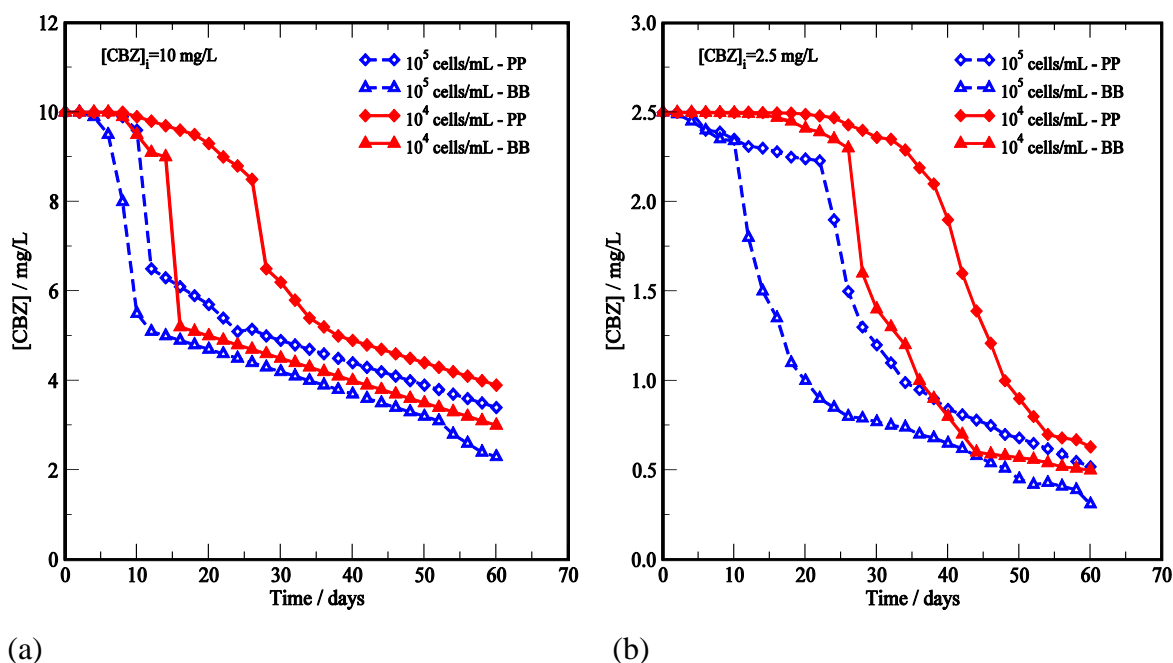 [CBZ]ᵢ=10 mg/L
10⁵ cells/mL - PP
10⁵ cells/mL - BB
10⁴ cells/mL - PP
10⁴ cells/mL - BB
12
10
8
6
4
2
0
[CBZ] / mg/L
0 10 20 30 40 50 60 70
Time / days
(a)
[CBZ]ᵢ=2.5 mg/L
10⁵ cells/mL - PP
10⁵ cells/mL - BB
10⁴ cells/mL - PP
10⁴ cells/mL - BB
3.0
2.5
2.0
1.5
1.0
0.5
0.0
[CBZ] / mg/L
0 10 20 30 40 50 60 70
Time / days
(b)